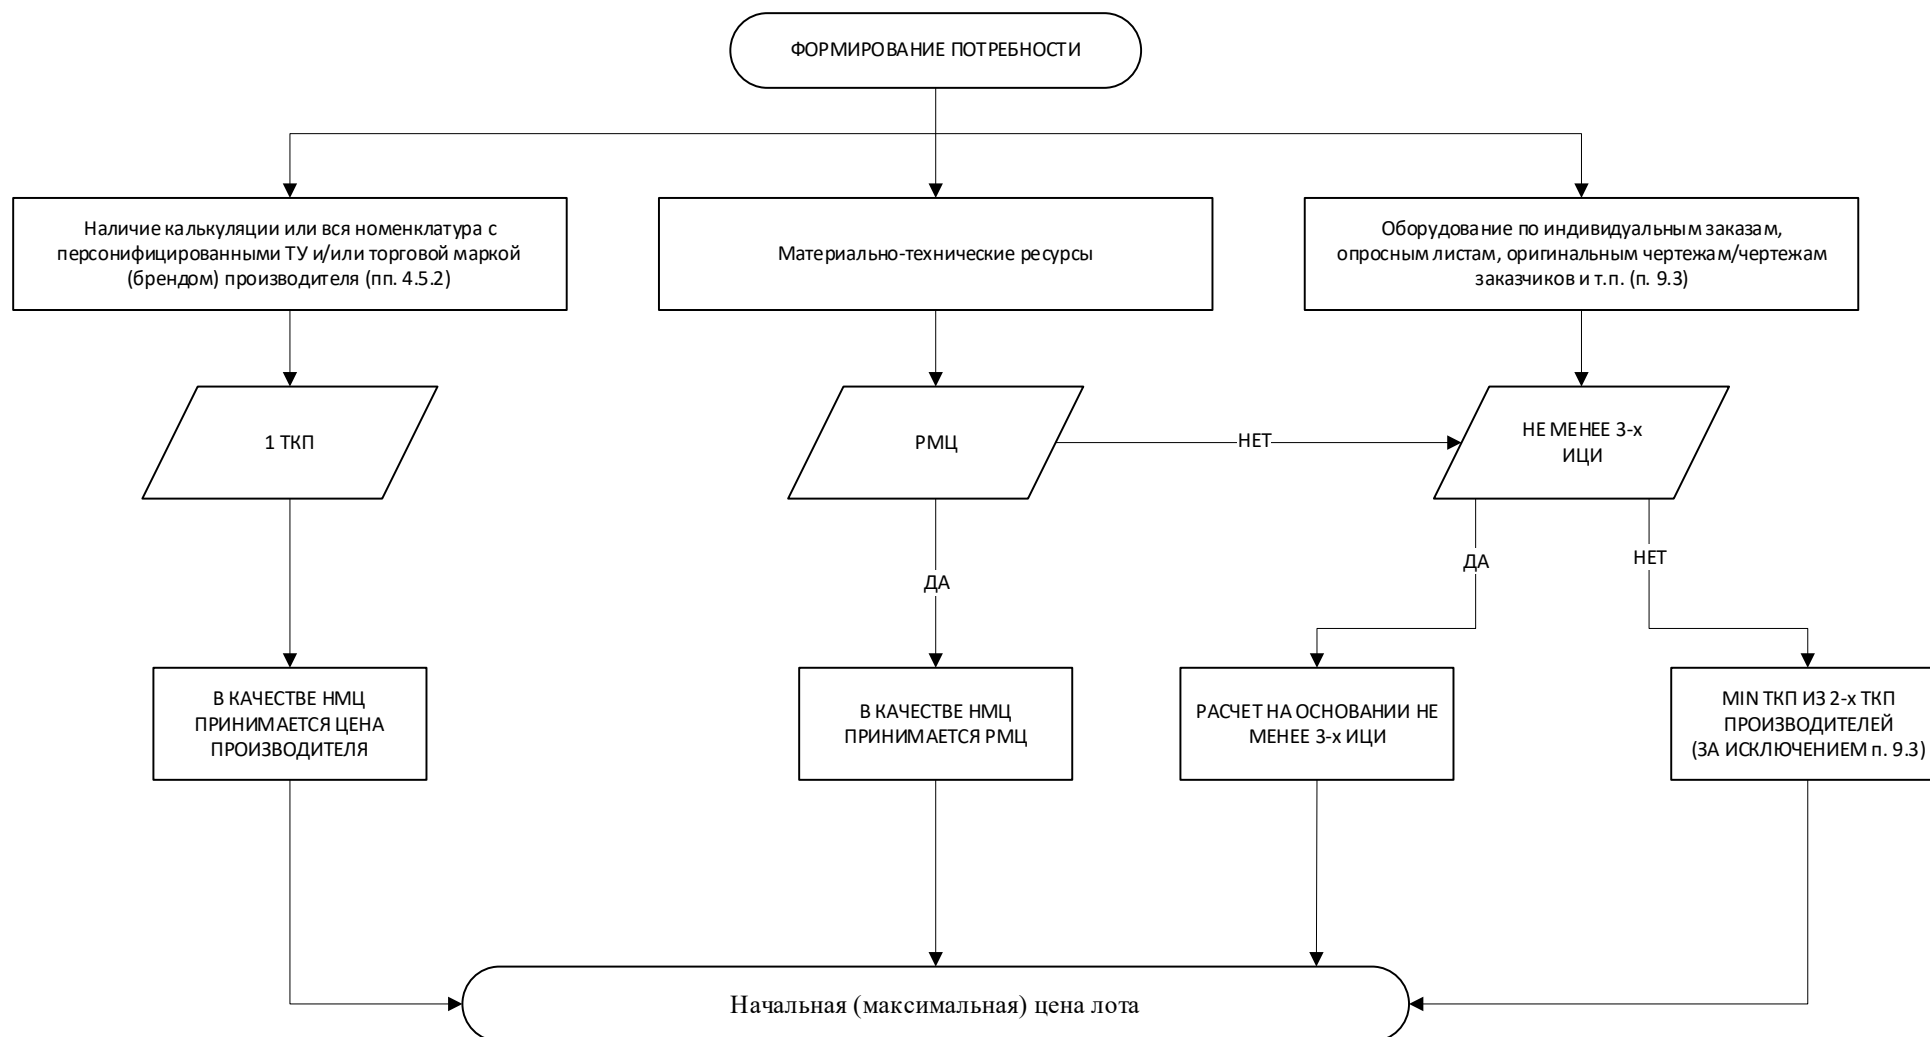 ФОРМИРОВАНИЕ ПОТРЕБНОСТИ
Наличие калькуляции или вся номенклатура с
персонифицированными ТУ и/или торговой маркой
(брендом) производителя (пп. 4.5.2)
Материально-технические ресурсы
Оборудование по индивидуальным заказам,
опросным листам, оригинальным чертежам/чертежам
заказчиков и т.п. (п. 9.3)
1 ТКП
РМЦ
НЕТ
НЕ МЕНЕЕ 3-х
ИЦИ
ДА
ДА
НЕТ
В КАЧЕСТВЕ НМЦ
ПРИНИМАЕТСЯ ЦЕНА
ПРОИЗВОДИТЕЛЯ
В КАЧЕСТВЕ НМЦ
ПРИНИМАЕТСЯ РМЦ
РАСЧЕТ НА ОСНОВАНИИ НЕ
МЕНЕЕ 3-х ИЦИ
MIN ТКП ИЗ 2-х ТКП
ПРОИЗВОДИТЕЛЕЙ
(ЗА ИСКЛЮЧЕНИЕМ п. 9.3)
Начальная (максимальная) цена лота